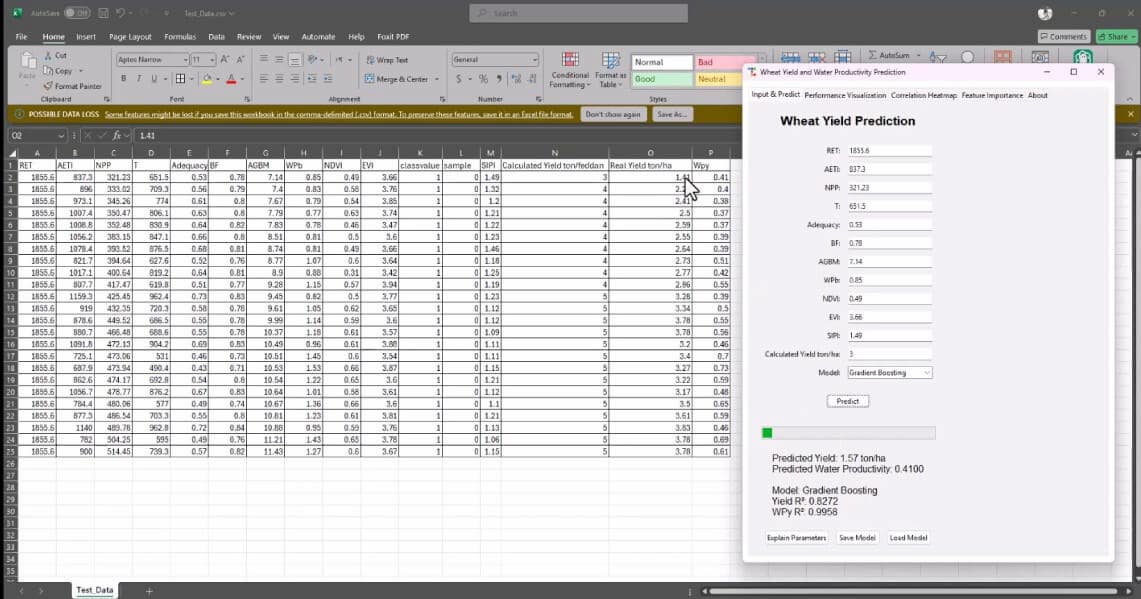 AutoSave Off Test_Data.csv Search
File Home Insert Page Layout Formulas Data Review View Automate Help Foxit PDF Comments Share
Cut
Copy
Format Painter
Paste
Clipboard
Aptos Narrow 11
B I U
Font
Wrap Text
Merge & Center
Alignment
General
$ %
Number
Conditional Formatting
Format as Table
Normal Bad
Good Neutral
Styles
AutoSum
POSSIBLE DATA LOSS Some features might be lost if you save this workbook in the comma-delimited (.csv) format. To preserve these features, save it in an Excel file format. Don't show again Save As...
O2 fx 1.41
A B C D E F G H I J K L M N O P
1 RET AETI NPP T Adequacy BF AGBM WPb NDVI EVI classvalue sample SIPI Calculated Yield ton/feddan Real Yield ton/ha Wpy
2 1855.6 837.3 321.23 651.5 0.53 0.78 7.14 0.85 0.49 3.66 1 0 1.49 3 1.41 0.41
3 1855.6 896 333.02 709.3 0.56 0.79 7.4 0.83 0.58 3.76 1 0 1.32 4 0.4
4 1855.6 973.1 345.26 774 0.61 0.8 7.67 0.79 0.54 3.85 1 0 1.2 4 2.41 0.38
5 1855.6 1007.4 350.47 806.1 0.63 0.8 7.79 0.77 0.63 3.74 1 0 1.21 4 2.5 0.37
6 1855.6 1008.8 352.48 830.9 0.64 0.82 7.83 0.78 0.46 3.47 1 0 1.22 4 2.59 0.37
7 1855.6 1056.2 383.15 847.1 0.66 0.8 8.51 0.81 0.5 3.6 1 0 1.23 4 2.55 0.39
8 1855.6 1078.4 393.52 876.5 0.68 0.81 8.74 0.81 0.49 3.66 1 0 1.46 4 2.64 0.39
9 1855.6 821.7 394.64 627.6 0.52 0.76 8.77 1.07 0.6 3.64 1 0 1.18 4 2.73 0.51
10 1855.6 1017.1 400.64 819.2 0.64 0.81 8.9 0.88 0.31 3.42 1 0 1.25 4 2.77 0.42
11 1855.6 807.7 417.47 619.8 0.51 0.77 9.28 1.15 0.57 3.94 1 0 1.19 4 2.86 0.55
12 1855.6 1159.3 425.45 962.4 0.73 0.83 9.45 0.82 0.5 3.77 1 0 1.23 5 3.28 0.39
13 1855.6 919 432.35 720.3 0.58 0.78 9.61 1.05 0.62 3.65 1 0 1.12 5 3.34 0.5
14 1855.6 878.6 449.52 686.5 0.55 0.78 9.99 1.14 0.59 3.6 1 0 1.12 5 3.78 0.55
15 1855.6 880.7 466.48 688.6 0.55 0.78 10.37 1.18 0.61 3.57 1 0 1.09 5 3.78 0.56
16 1855.6 1091.8 472.13 904.2 0.69 0.83 10.49 0.96 0.61 3.88 1 0 1.11 5 3.2 0.46
17 1855.6 725.1 473.06 531 0.46 0.73 10.51 1.45 0.6 3.54 1 0 1.11 5 3.4 0.7
18 1855.6 687.9 473.94 490.4 0.43 0.71 10.53 1.53 0.66 3.87 1 0 1.15 5 3.27 0.73
19 1855.6 862.6 474.17 692.8 0.54 0.8 10.54 1.22 0.65 3.6 1 0 1.21 5 3.22 0.59
20 1855.6 1056.7 478.77 876.2 0.67 0.83 10.64 1.01 0.58 3.61 1 0 1.12 5 3.17 0.48
21 1855.6 784.4 480.06 577 0.49 0.74 10.67 1.36 0.66 3.6 1 0 1.1 5 3.5 0.65
22 1855.6 877.3 486.54 703.3 0.55 0.8 10.81 1.23 0.61 3.81 1 0 1.21 5 3.61 0.59
23 1855.6 1140 489.78 962.8 0.72 0.84 10.88 0.95 0.59 3.76 1 0 1.13 5 3.83 0.46
24 1855.6 782 504.25 595 0.49 0.76 11.21 1.43 0.65 3.78 1 0 1.06 5 3.78 0.69
25 1855.6 900 514.45 739.3 0.57 0.82 11.43 1.27 0.6 3.67 1 0 1.15 5 3.78 0.61
26
27
28
29
30
31
32
33
34
35
Test_Data
Wheat Yield and Water Productivity Prediction
Input & Predict Performance Visualization Correlation Heatmap Feature Importance About
Wheat Yield Prediction
RET: 1855.6
AETI: 837.3
NPP: 321.23
T: 651.5
Adequacy: 0.53
BF: 0.78
AGBM: 7.14
WPb: 0.85
NDVI: 0.49
EVI: 3.66
SIPI: 1.49
Calculated Yield ton/ha: 3
Model: Gradient Boosting
Predict
Predicted Yield: 1.57 ton/ha
Predicted Water Productivity: 0.4100
Model: Gradient Boosting
Yield R²: 0.8272
WPy R²: 0.9958
Explain Parameters Save Model Load Model